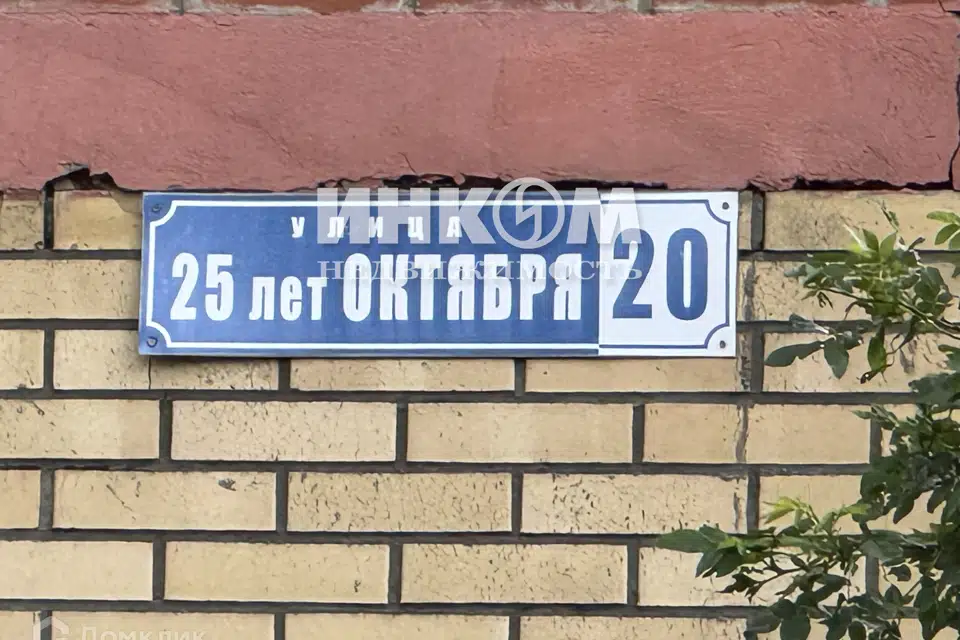 ИНКОМ
НЕДВИЖИМОСТЬ
УЛИЦА
25 лет ОКТЯБРЯ 20
Домклик